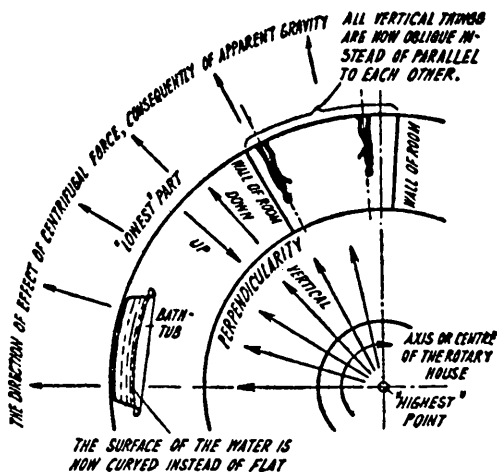 ALL VERTICAL THINGS
ARE NOW OBLIQUE IN-
STEAD OF PARALLEL
TO EACH OTHER.
THE DIRECTION OF EFFECT OF CENTRIFUGAL FORCE, CONSEQUENTLY OF APPARENT GRAVITY
"LOWEST" PART
WALL OF ROOM
WALL OF ROOM
DOWN
UP
PERPENDICULARITY
VERTICAL
BATH-
TUB
AXIS OR CENTRE
OF THE ROTARY
HOUSE
"HIGHEST"
POINT
THE SURFACE OF THE WATER IS
NOW CURVED INSTEAD OF FLAT